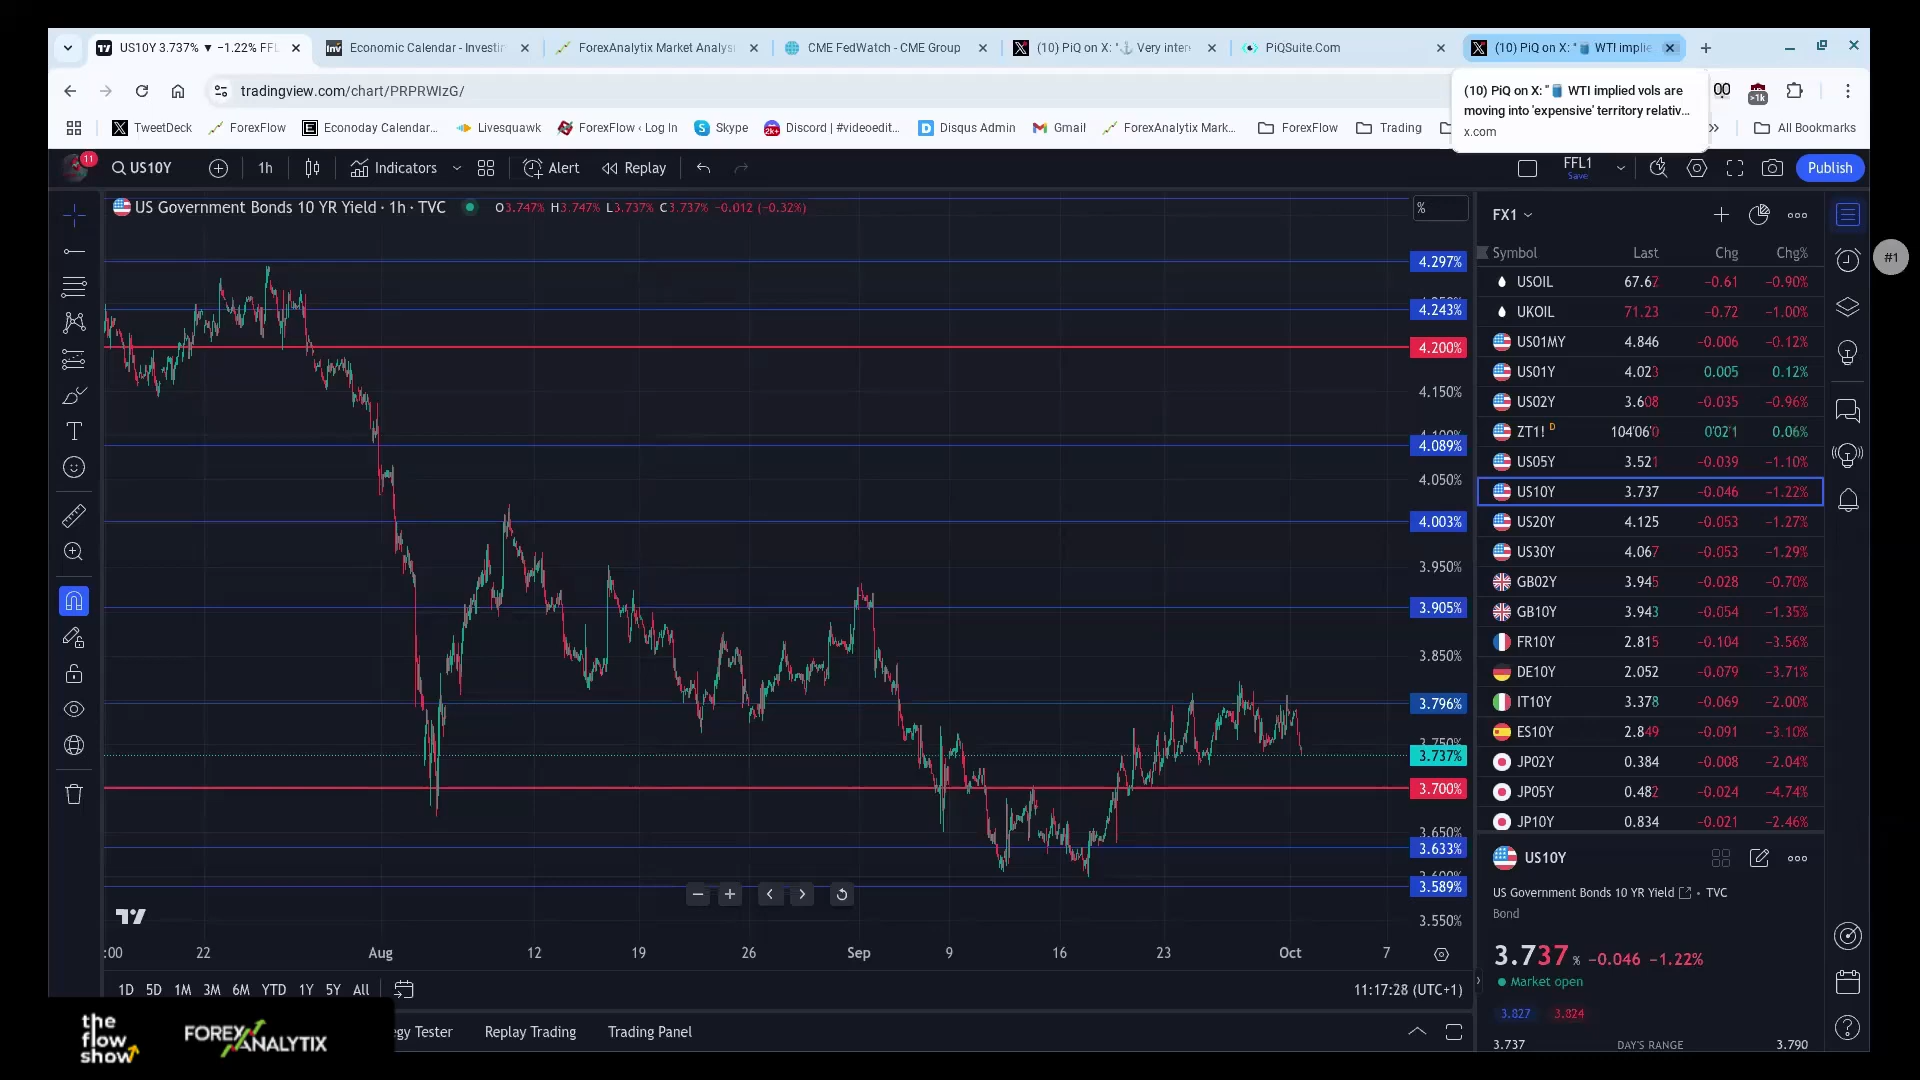 US10Y 3.737% ▼ −1.22% FFL
Economic Calendar - Investin
ForexAnalytix Market Analys
CME FedWatch - CME Group
(10) PiQ on X: "⚓ Very inter
PiQSuite.Com
(10) PiQ on X: "🛢️ WTI implie
tradingview.com/chart/PRPRWIzG/
(10) PiQ on X: "🛢️ WTI implied vols are
moving into 'expensive' territory relativ...
x.com
>1k
TweetDeck
ForexFlow
Econoday Calendar...
Livesquawk
ForexFlow ‹ Log In
Skype
2K+
Discord | #videoedit...
Disqus Admin
Gmail
ForexAnalytix Mark...
ForexFlow
Trading
All Bookmarks
11
US10Y
1h
Indicators
Alert
Replay
FFL1
Save
Publish
US Government Bonds 10 YR Yield · 1h · TVC
O3.747% H3.747% L3.737% C3.737% −0.012 (−0.32%)
%
4.297%
4.243%
4.200%
4.150%
4.089%
4.050%
4.003%
3.950%
3.905%
3.850%
3.796%
3.750%
3.737%
3.700%
3.650%
3.633%
3.589%
3.550%
:00 22 Aug 12 19 26 Sep 9 16 23 Oct 7
1D 5D 1M 3M 6M YTD 1Y 5Y All
11:17:28 (UTC+1)
egy Tester
Replay Trading
Trading Panel
the
flow
show
FOREXANALYTIX
FX1
Symbol Last Chg Chg%
USOIL 67.62 −0.61 −0.90%
UKOIL 71.23 −0.72 −1.00%
US01MY 4.846 −0.006 −0.12%
US01Y 4.023 0.005 0.12%
US02Y 3.608 −0.035 −0.96%
ZT1! D 104'06'0 0'02'1 0.06%
US05Y 3.521 −0.039 −1.10%
US10Y 3.737 −0.046 −1.22%
US20Y 4.125 −0.053 −1.27%
US30Y 4.067 −0.053 −1.29%
GB02Y 3.945 −0.028 −0.70%
GB10Y 3.943 −0.054 −1.35%
FR10Y 2.815 −0.104 −3.56%
DE10Y 2.052 −0.079 −3.71%
IT10Y 3.378 −0.069 −2.00%
ES10Y 2.849 −0.091 −3.10%
JP02Y 0.384 −0.008 −2.04%
JP05Y 0.482 −0.024 −4.74%
JP10Y 0.834 −0.021 −2.46%
US10Y
US Government Bonds 10 YR Yield • TVC
Bond
3.737 % −0.046 −1.22%
Market open
3.827 3.824
3.737 DAY'S RANGE 3.790
#1